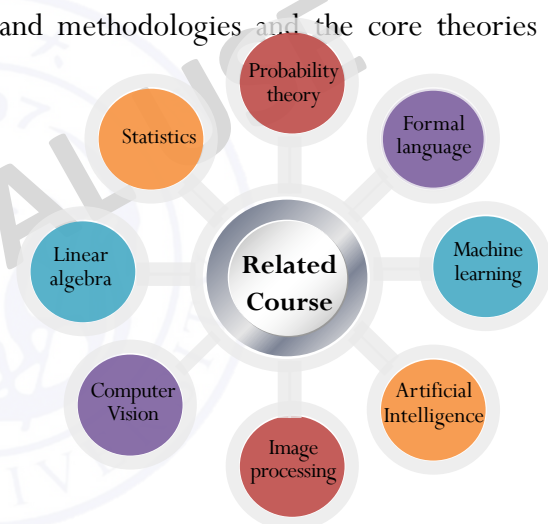 and methodologies and the core theories
Probability
theory
Statistics
Formal
language
Linear
algebra
Related
Course
Machine
learning
Computer
Vision
Artificial
Intelligence
Image
processing